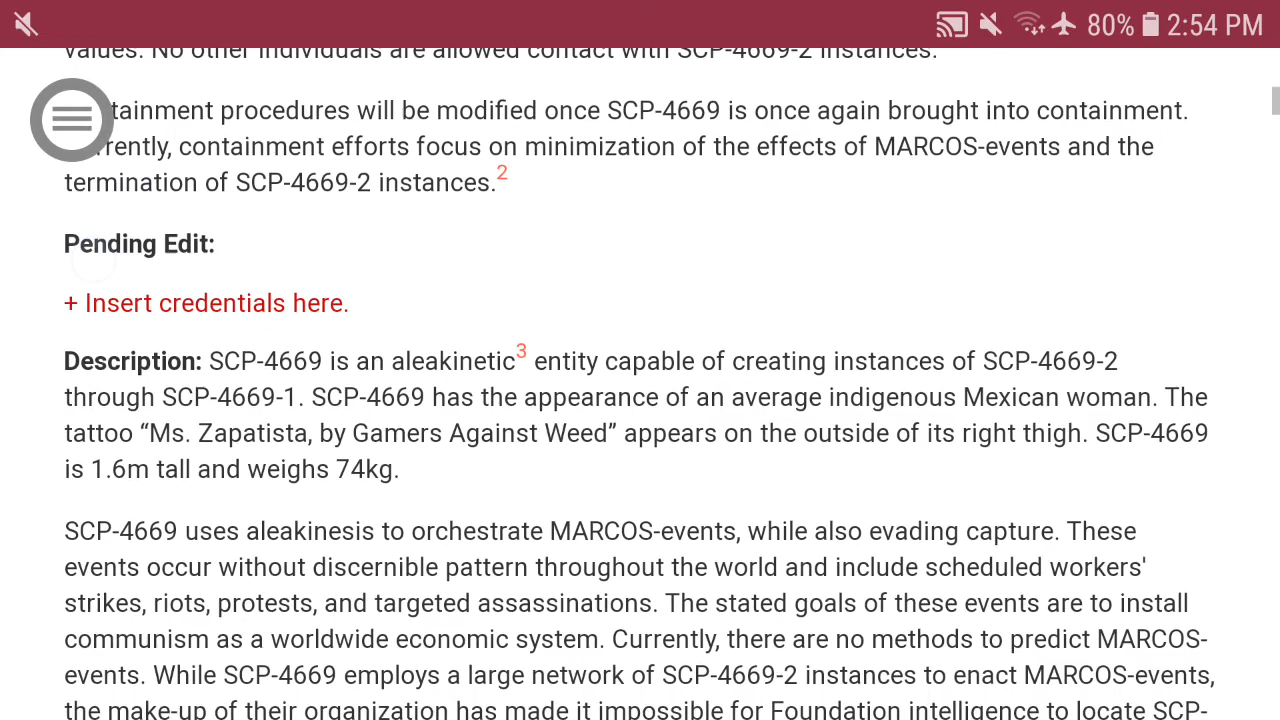 80% 2:54 PM
values. No other individuals are allowed contact with SCP-4669-2 instances.
tainment procedures will be modified once SCP-4669 is once again brought into containment.
rently, containment efforts focus on minimization of the effects of MARCOS-events and the
termination of SCP-4669-2 instances.2
Pending Edit:
+ Insert credentials here.
Description: SCP-4669 is an aleakinetic3 entity capable of creating instances of SCP-4669-2
through SCP-4669-1. SCP-4669 has the appearance of an average indigenous Mexican woman. The
tattoo “Ms. Zapatista, by Gamers Against Weed” appears on the outside of its right thigh. SCP-4669
is 1.6m tall and weighs 74kg.
SCP-4669 uses aleakinesis to orchestrate MARCOS-events, while also evading capture. These
events occur without discernible pattern throughout the world and include scheduled workers'
strikes, riots, protests, and targeted assassinations. The stated goals of these events are to install
communism as a worldwide economic system. Currently, there are no methods to predict MARCOS-
events. While SCP-4669 employs a large network of SCP-4669-2 instances to enact MARCOS-events,
the make-up of their organization has made it impossible for Foundation intelligence to locate SCP-